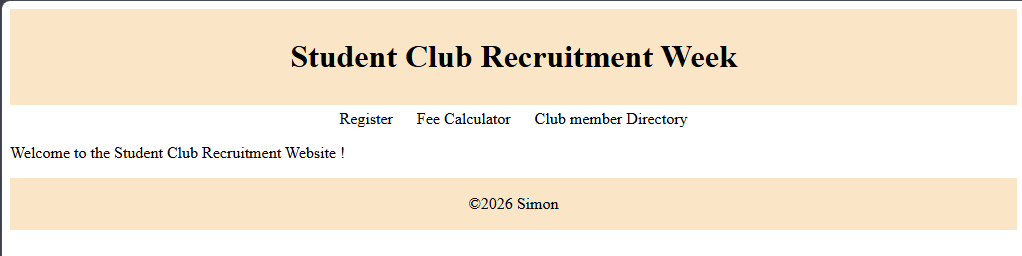 Student Club Recruitment Week
Register Fee Calculator Club member Directory
Welcome to the Student Club Recruitment Website !
©2026 Simon